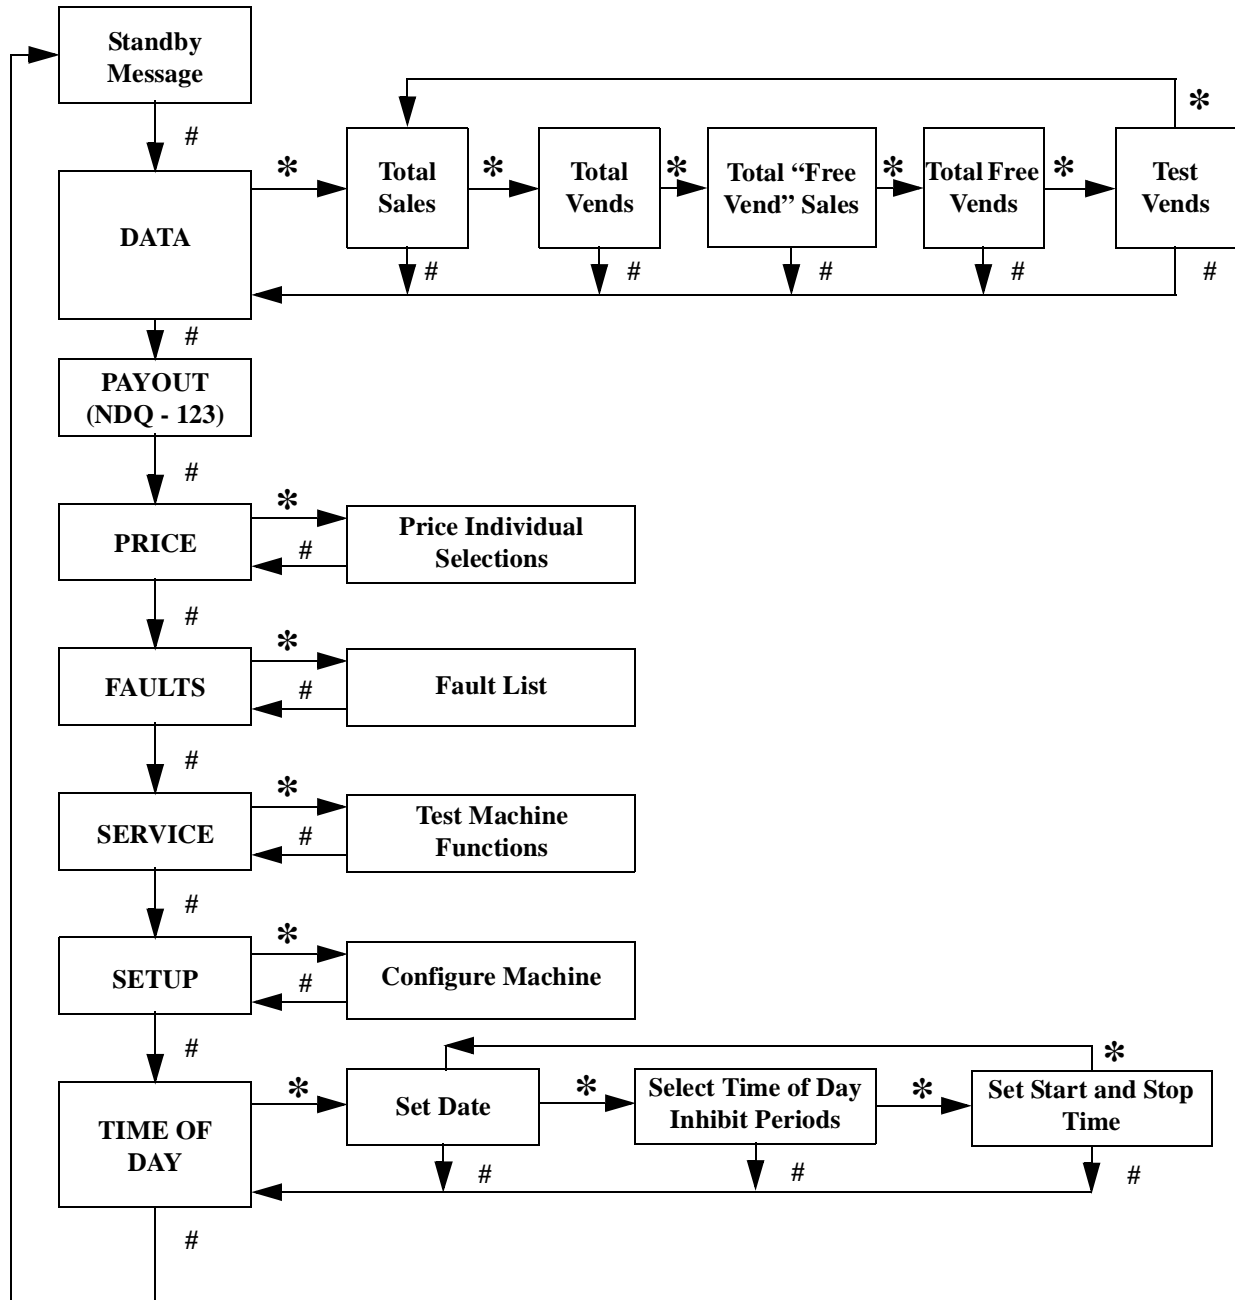 Standby
Message
#
*
DATA
*
Total
Sales
*
Total
Vends
*
Total “Free
Vend” Sales
*
Total Free
Vends
*
Test
Vends
#
#
#
#
#
#
PAYOUT
(NDQ - 123)
#
PRICE
*
#
Price Individual
Selections
#
FAULTS
*
#
Fault List
#
SERVICE
*
#
Test Machine
Functions
#
SETUP
*
#
Configure Machine
#
*
TIME OF
DAY
*
Set Date
*
Select Time of Day
Inhibit Periods
*
Set Start and Stop
Time
#
#
#
#